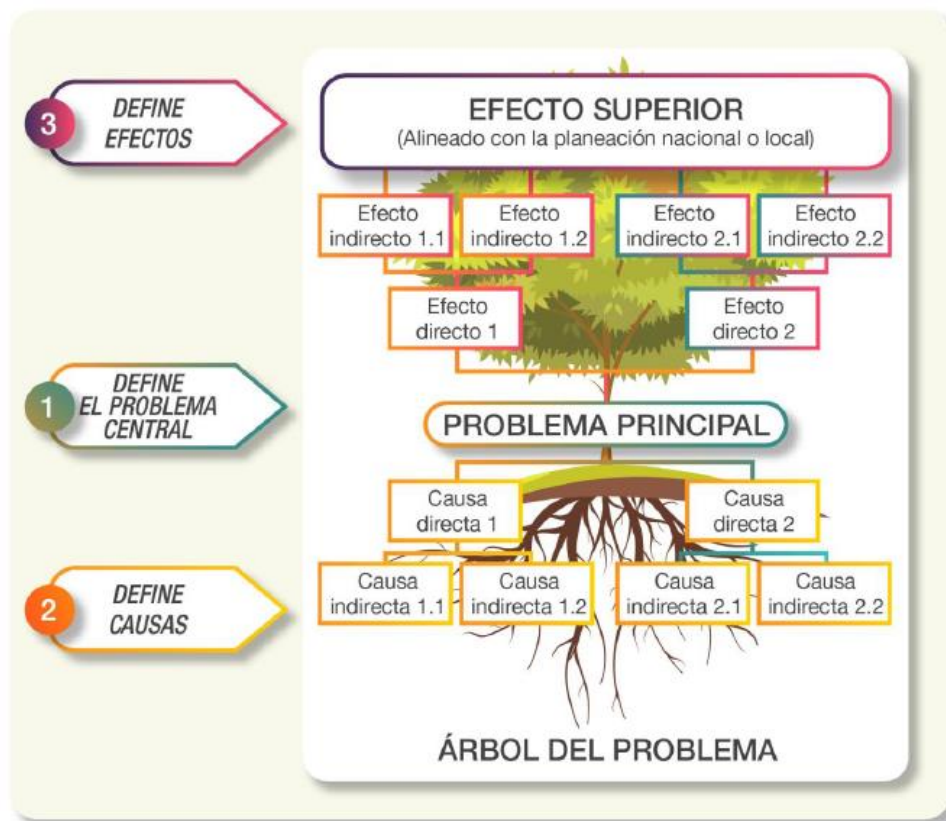 3
DEFINE
EFECTOS
EFECTO SUPERIOR
(Alineado con la planeación nacional o local)
Efecto
indirecto 1.1
Efecto
indirecto 1.2
Efecto
indirecto 2.1
Efecto
indirecto 2.2
Efecto
directo 1
Efecto
directo 2
1
DEFINE
EL PROBLEMA
CENTRAL
PROBLEMA PRINCIPAL
Causa
directa 1
Causa
directa 2
2
DEFINE
CAUSAS
Causa
indirecta 1.1
Causa
indirecta 1.2
Causa
indirecta 2.1
Causa
indirecta 2.2
ÁRBOL DEL PROBLEMA